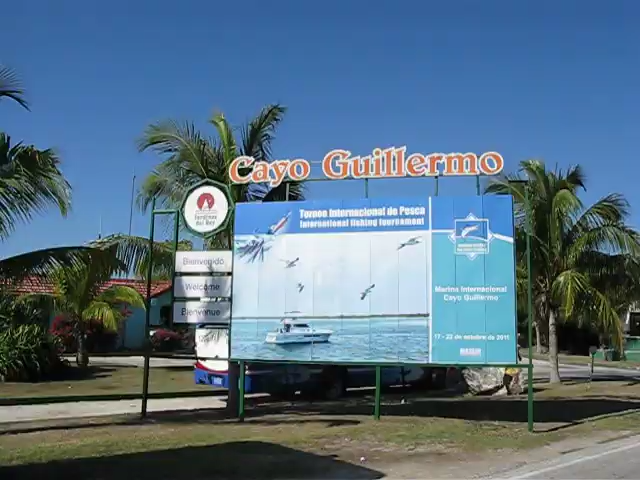 Cayo Guillermo
Jardines del Rey
Bienvenido
Welcome
Bienvenue
Torneo Internacional de Pesca
International fishing tournament
Marina Internacional
Cayo Guillermo
17 - 22 de octubre de 2011